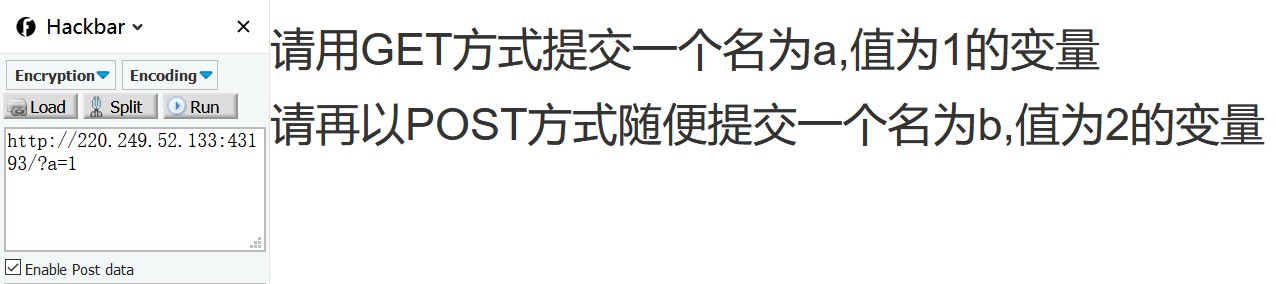 Hackbar
Encryption
Encoding
Load
Split
Run
http://220.249.52.133:431
93/?a=1
Enable Post data
请用GET方式提交一个名为a,值为1的变量
请再以POST方式随便提交一个名为b,值为2的变量